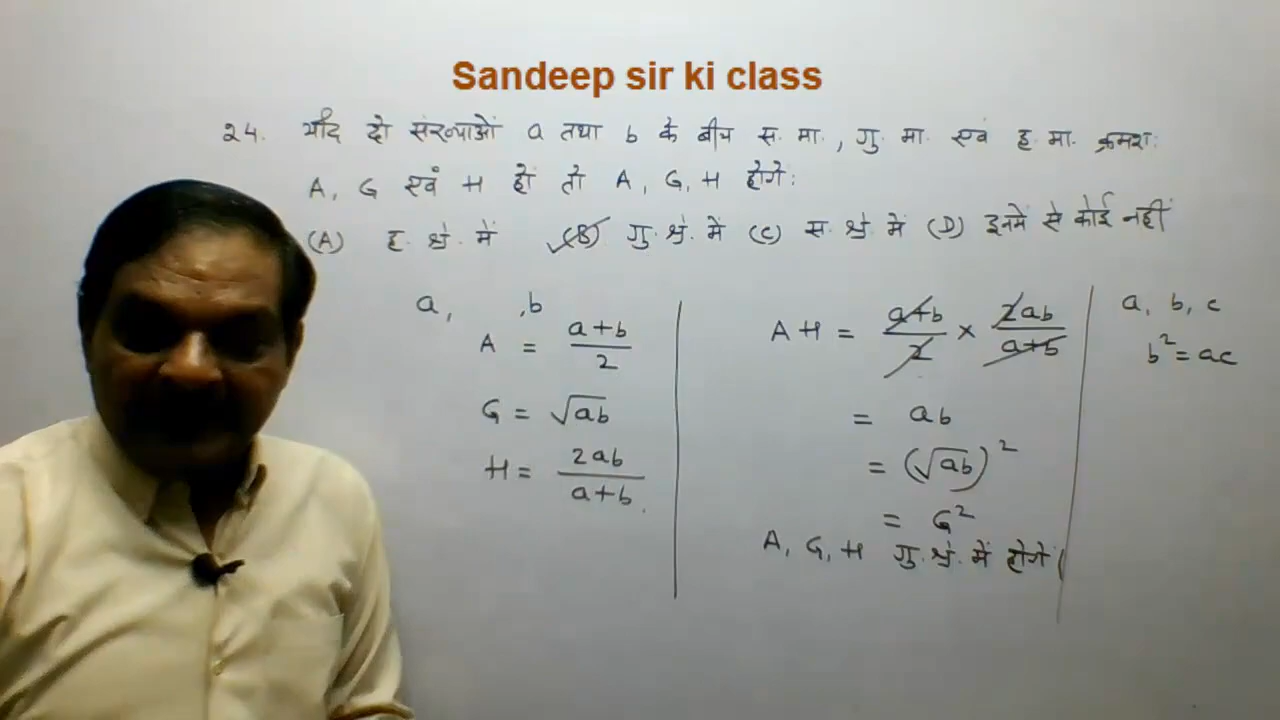 Sandeep sir ki class
24. यदि दो संख्याओं a तथा b के बीच स. मा., गु. मा. एवं ह. मा. क्रमशः
A, G एवं H हो तो A, G, H होगे:
(A) ह. श्रे. में (B) गु. श्रे. में (C) स. श्रे. में (D) इनमें से कोई नहीं
a, ,b
A = a+b/2
G = √ab
H = 2ab/a+b
AH = a+b/2 × 2ab/a+b
= ab
= (√ab)²
= G²
A, G, H गु. श्रे. में होगे।
a, b, c
b² = ac